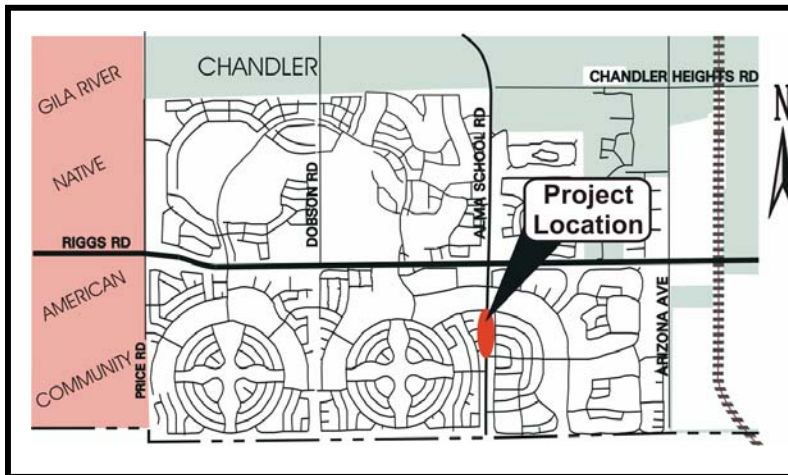 CHANDLER
CHANDLER HEIGHTS RD
GILA RIVER
NATIVE
AMERICAN
COMMUNITY
N
DOBSON RD
ALMA SCHOOL RD
Project
Location
RIGGS RD
PRICE RD
ARIZONA AVE